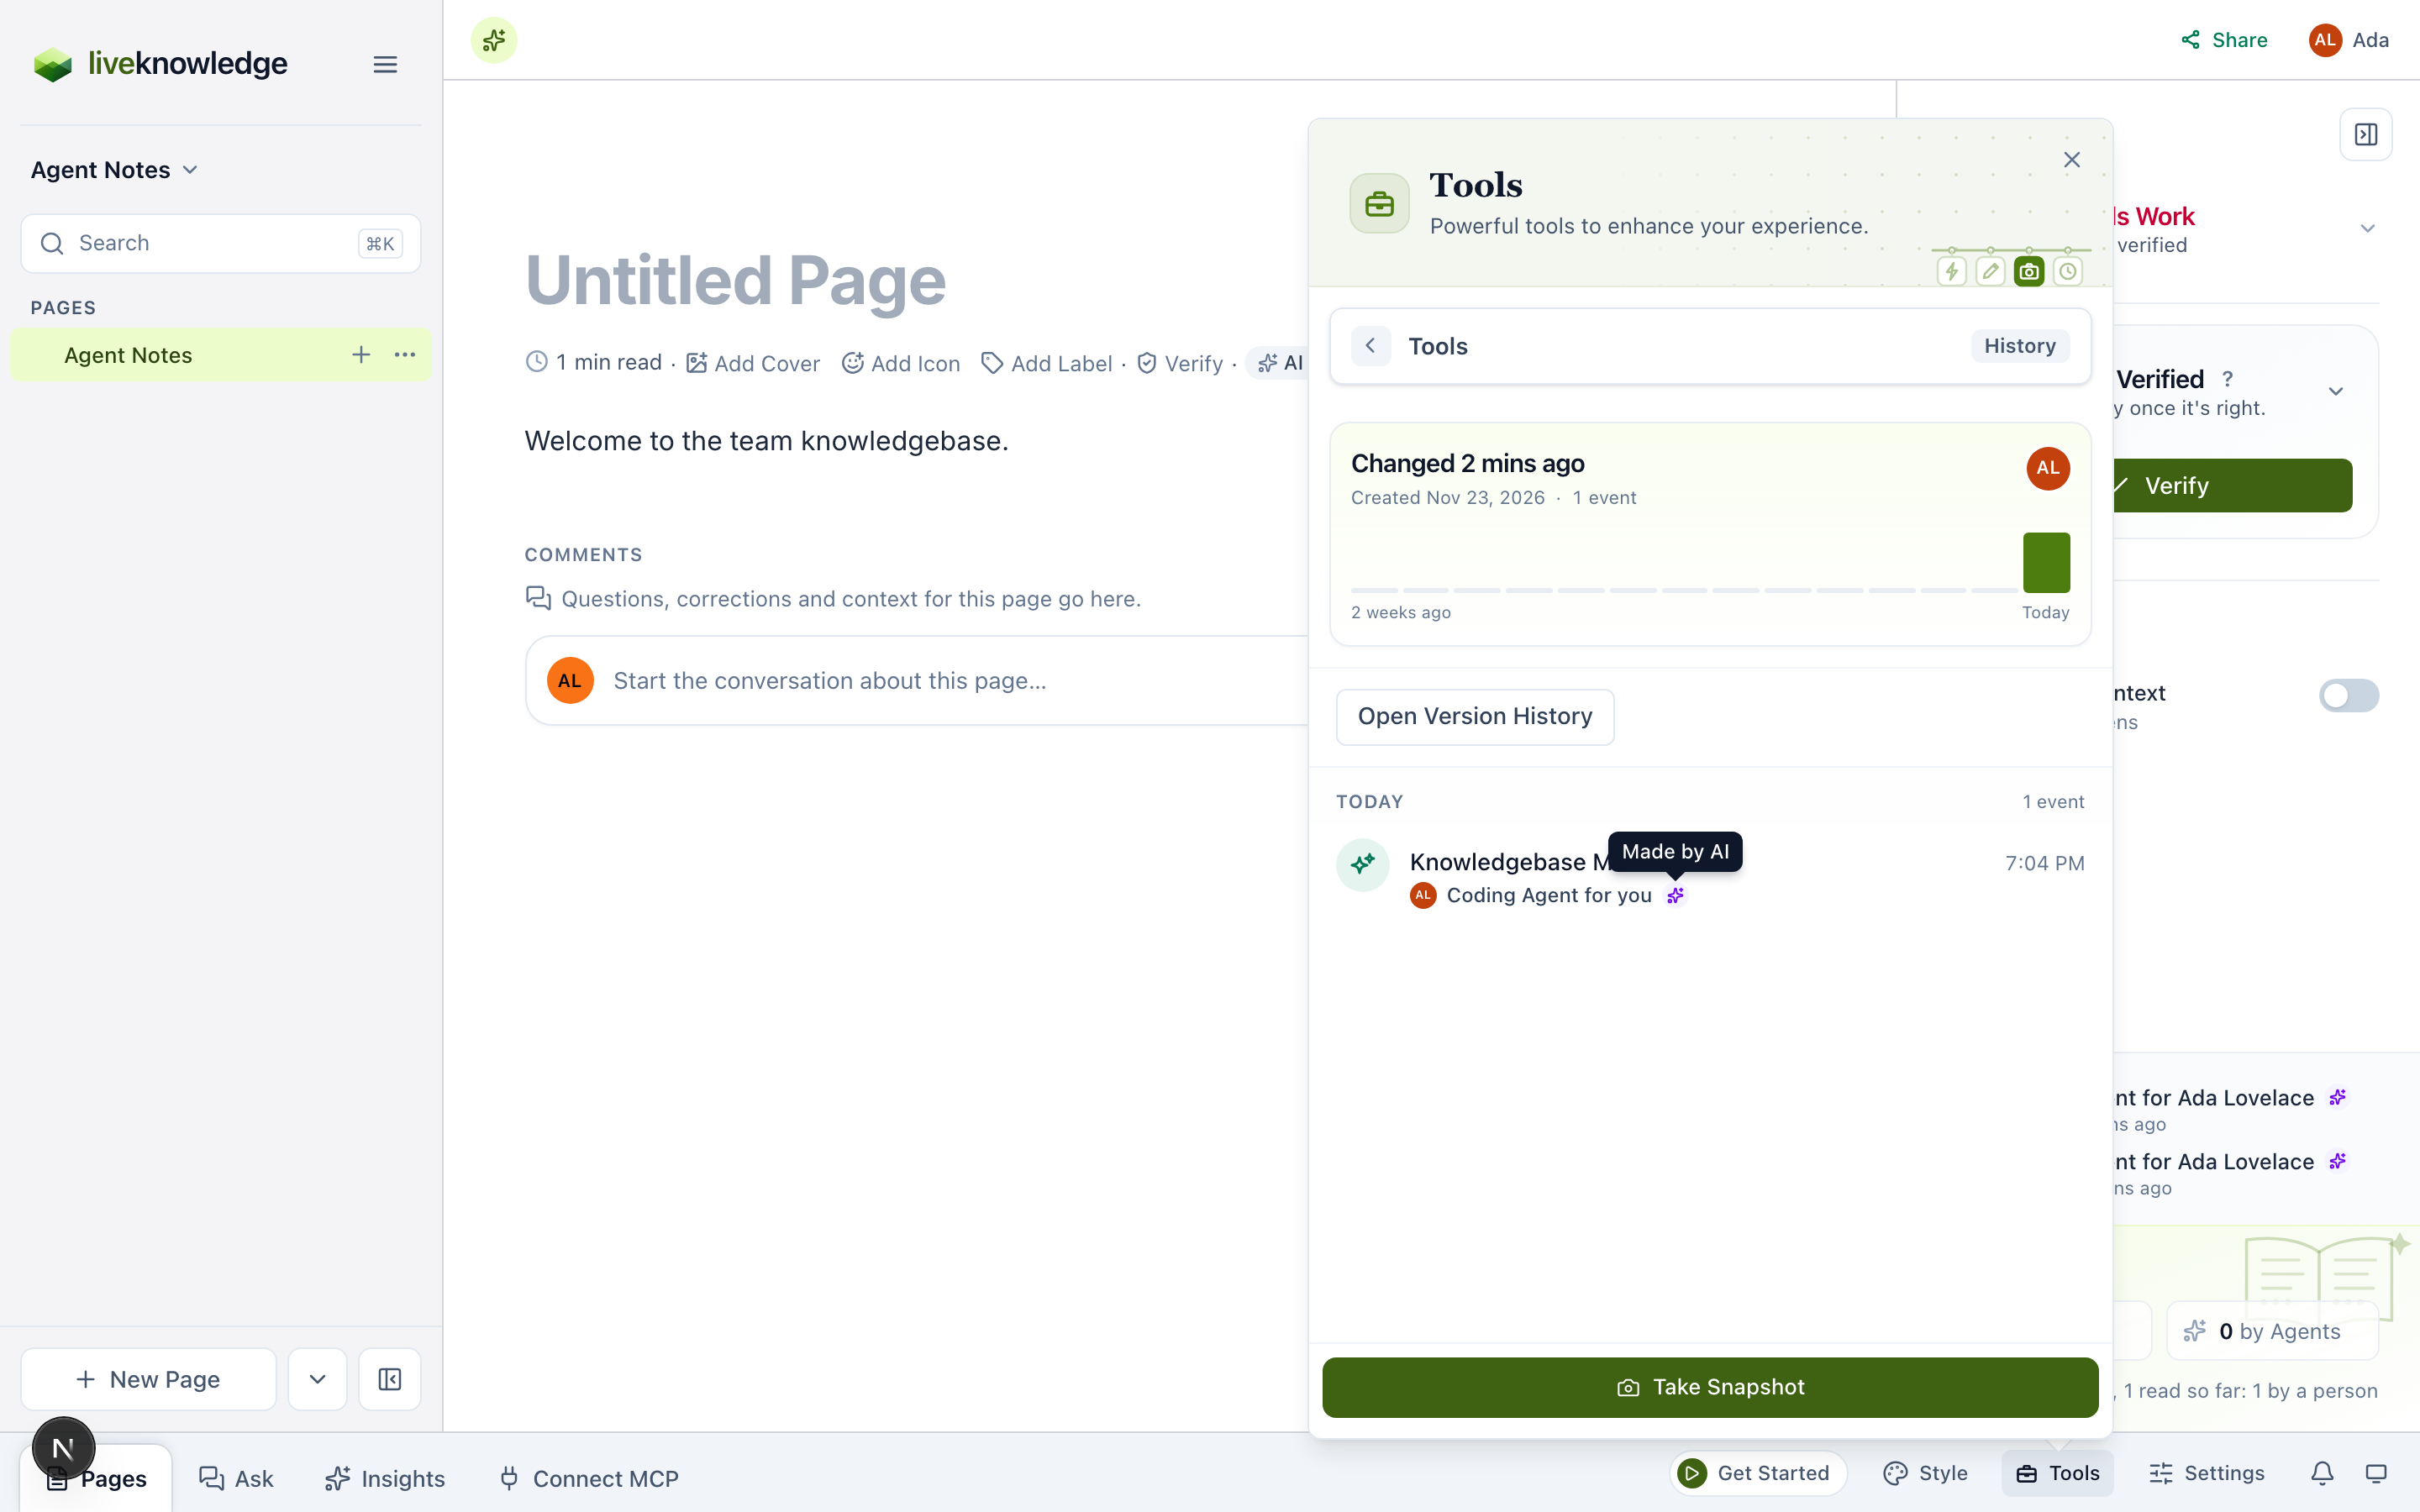 liveknowledge
Share
AL
Ada
Agent Notes
Search
⌘K
PAGES
Agent Notes
New Page
Untitled Page
1 min read · Add Cover Add Icon Add Label · Verify · AI
Welcome to the team knowledgebase.
COMMENTS
Questions, corrections and context for this page go here.
AL
Start the conversation about this page...
Tools
Powerful tools to enhance your experience.
Tools
History
Changed 2 mins ago
AL
Created Nov 23, 2026 · 1 event
2 weeks ago
Today
Open Version History
TODAY
1 event
Knowledgebase
Made by AI
7:04 PM
AL
Coding Agent for you
Take Snapshot
Work
verified
Verified ?
once it's right.
Verify
for Ada Lovelace
ago
for Ada Lovelace
ago
0 by Agents
, 1 read so far: 1 by a person
N
Pages
Ask
Insights
Connect MCP
Get Started
Style
Tools
Settings